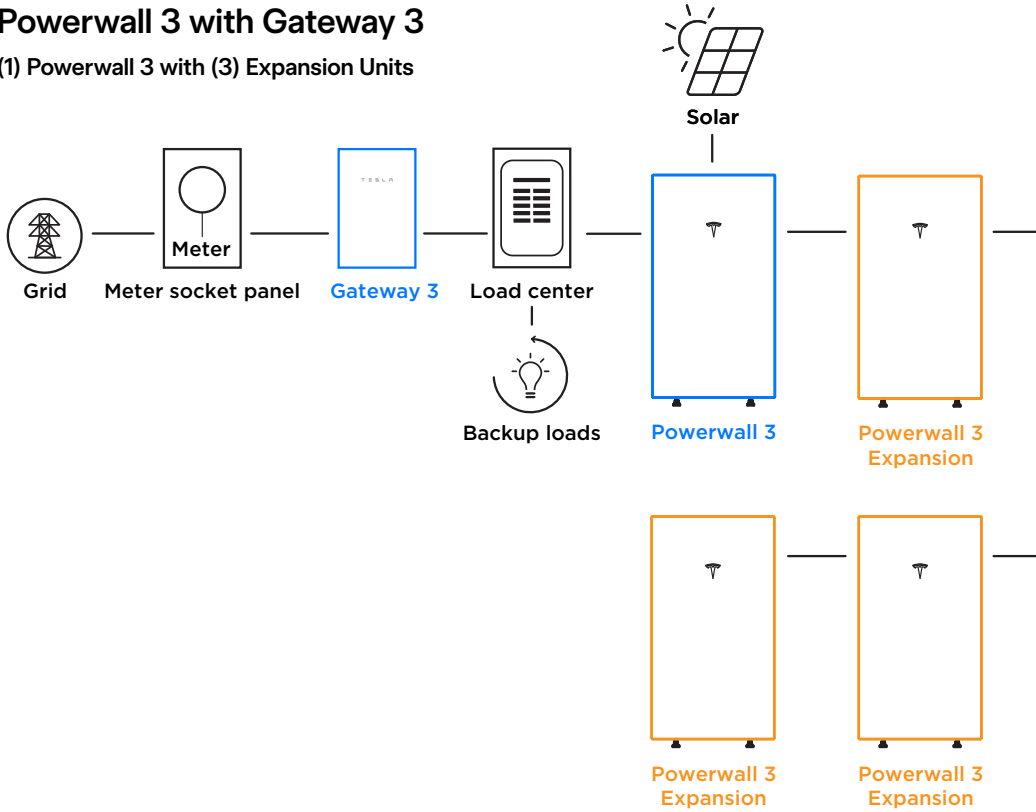 Powerwall 3 with Gateway 3
(1) Powerwall 3 with (3) Expansion Units
Solar
TESLA
Meter
Grid
Meter socket panel
Gateway 3
Load center
Backup loads
Powerwall 3
Powerwall 3
Expansion
Powerwall 3
Expansion
Powerwall 3
Expansion